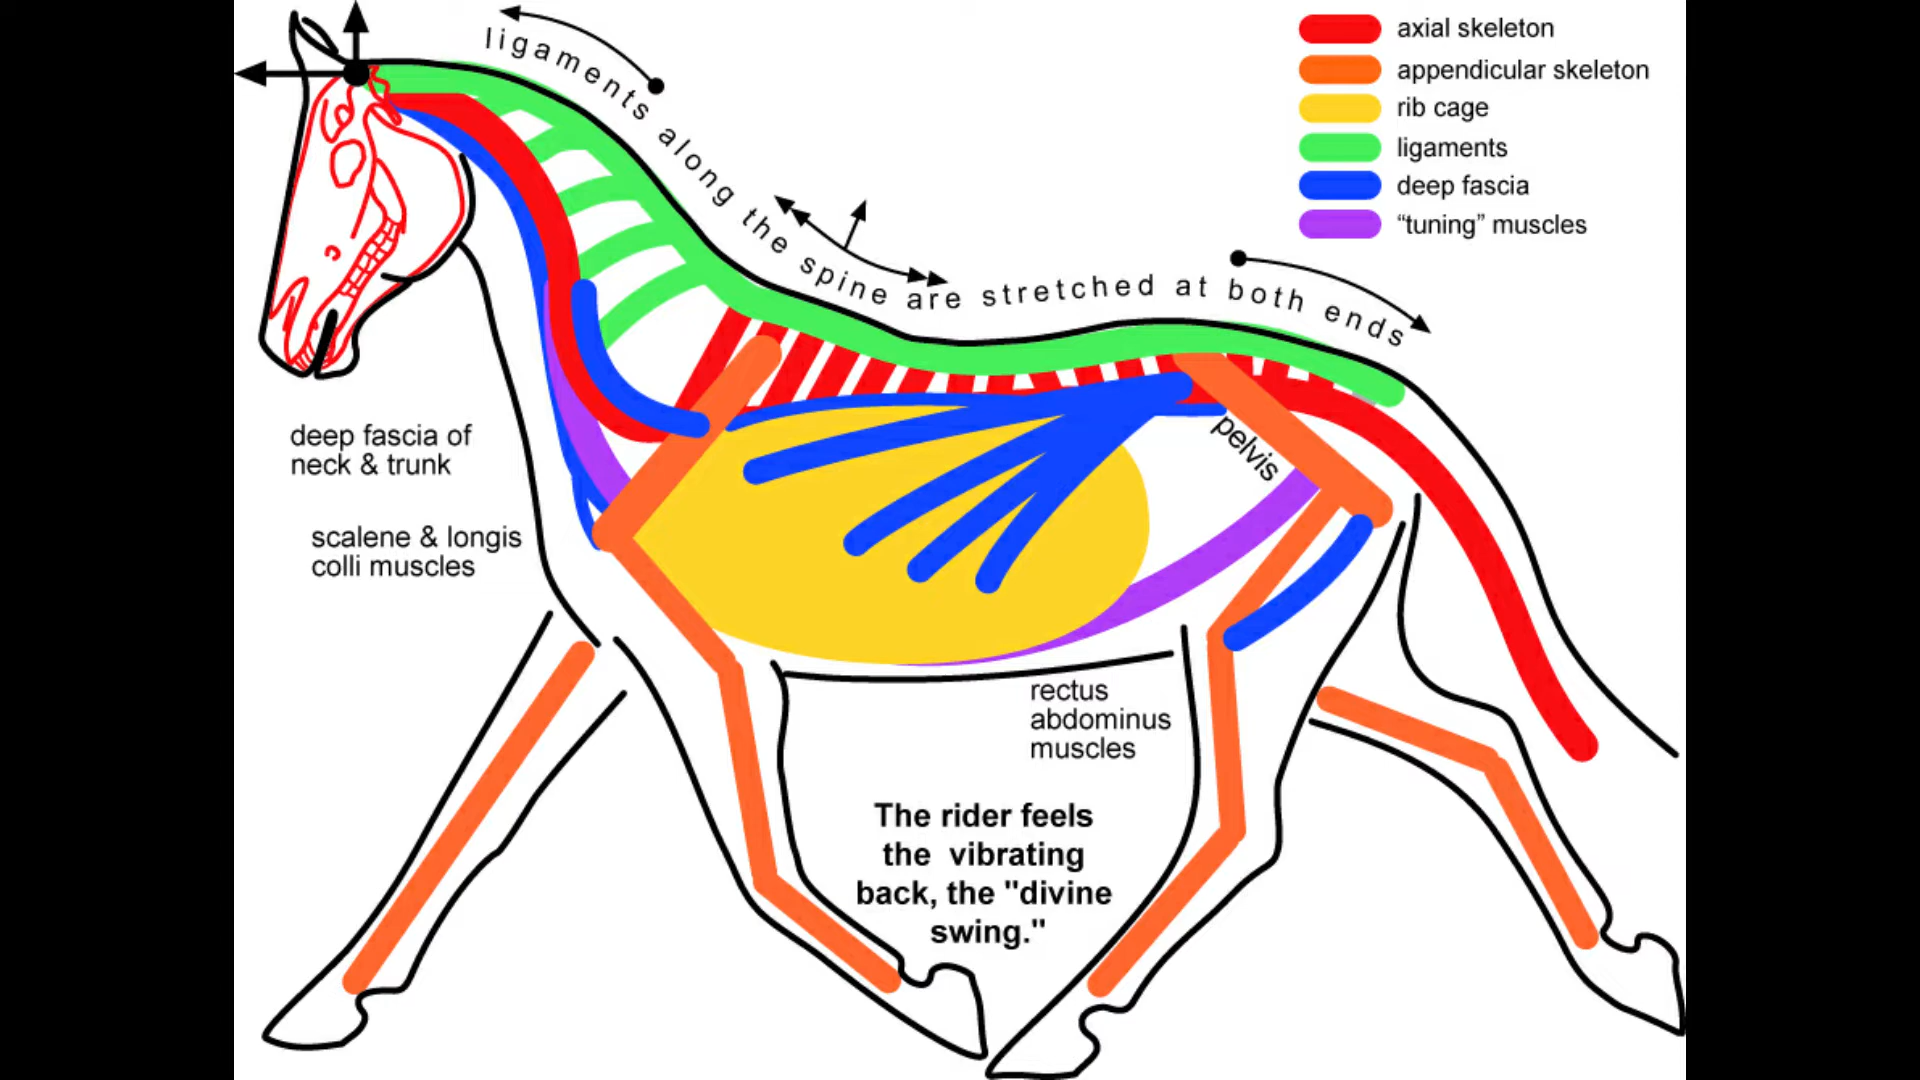 ligaments along the spine are stretched at both ends
axial skeleton
appendicular skeleton
rib cage
ligaments
deep fascia
“tuning” muscles
deep fascia of
neck & trunk
scalene & longis
colli muscles
pelvis
rectus
abdominus
muscles
The rider feels
the vibrating
back, the "divine
swing."